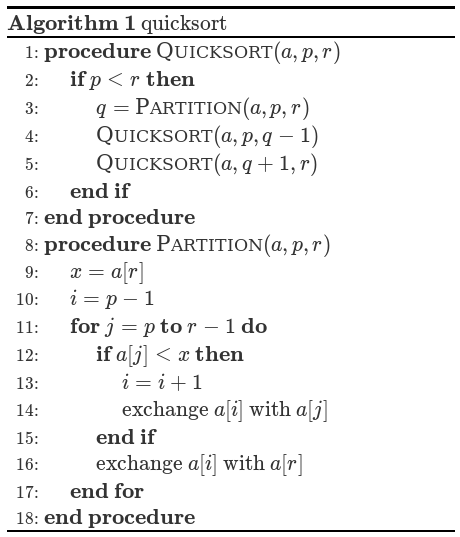 Algorithm 1 quicksort
1: procedure QUICKSORT(a, p, r)
2: if p < r then
3: q = PARTITION(a, p, r)
4: QUICKSORT(a, p, q − 1)
5: QUICKSORT(a, q + 1, r)
6: end if
7: end procedure
8: procedure PARTITION(a, p, r)
9: x = a[r]
10: i = p − 1
11: for j = p to r − 1 do
12: if a[j] < x then
13: i = i + 1
14: exchange a[i] with a[j]
15: end if
16: exchange a[i] with a[r]
17: end for
18: end procedure